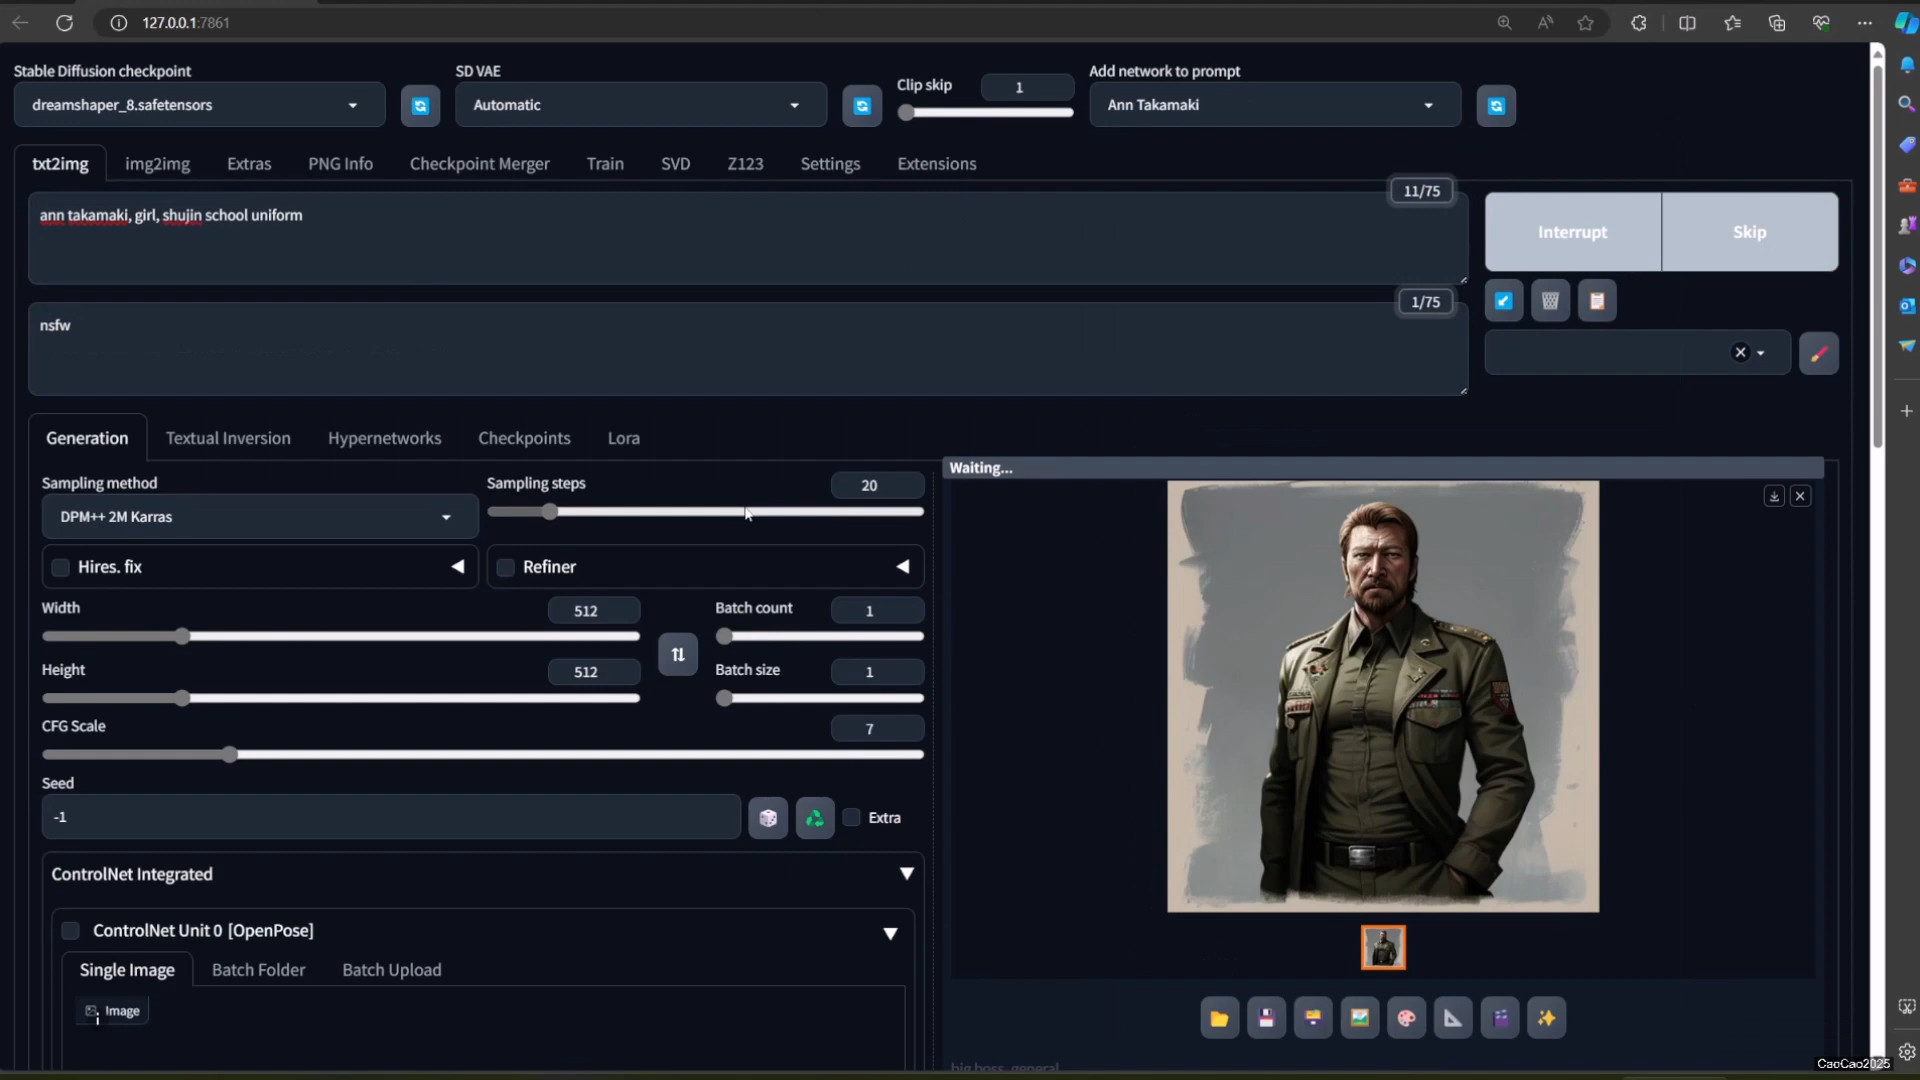 127.0.0.1:7861
Stable Diffusion checkpoint
SD VAE
Clip skip
1
Add network to prompt
dreamshaper_8.safetensors
Automatic
Ann Takamaki
txt2img
img2img
Extras
PNG Info
Checkpoint Merger
Train
SVD
Z123
Settings
Extensions
11/75
ann takamaki, girl, shujin school uniform
Interrupt
Skip
1/75
nsfw
Generation
Textual Inversion
Hypernetworks
Checkpoints
Lora
Waiting...
Sampling method
Sampling steps
20
DPM++ 2M Karras
Hires. fix
Refiner
Width
512
Batch count
1
Height
512
Batch size
1
CFG Scale
7
Seed
-1
Extra
ControlNet Integrated
ControlNet Unit 0 [OpenPose]
Single Image
Batch Folder
Batch Upload
Image
big boss, general
CaoCao2025